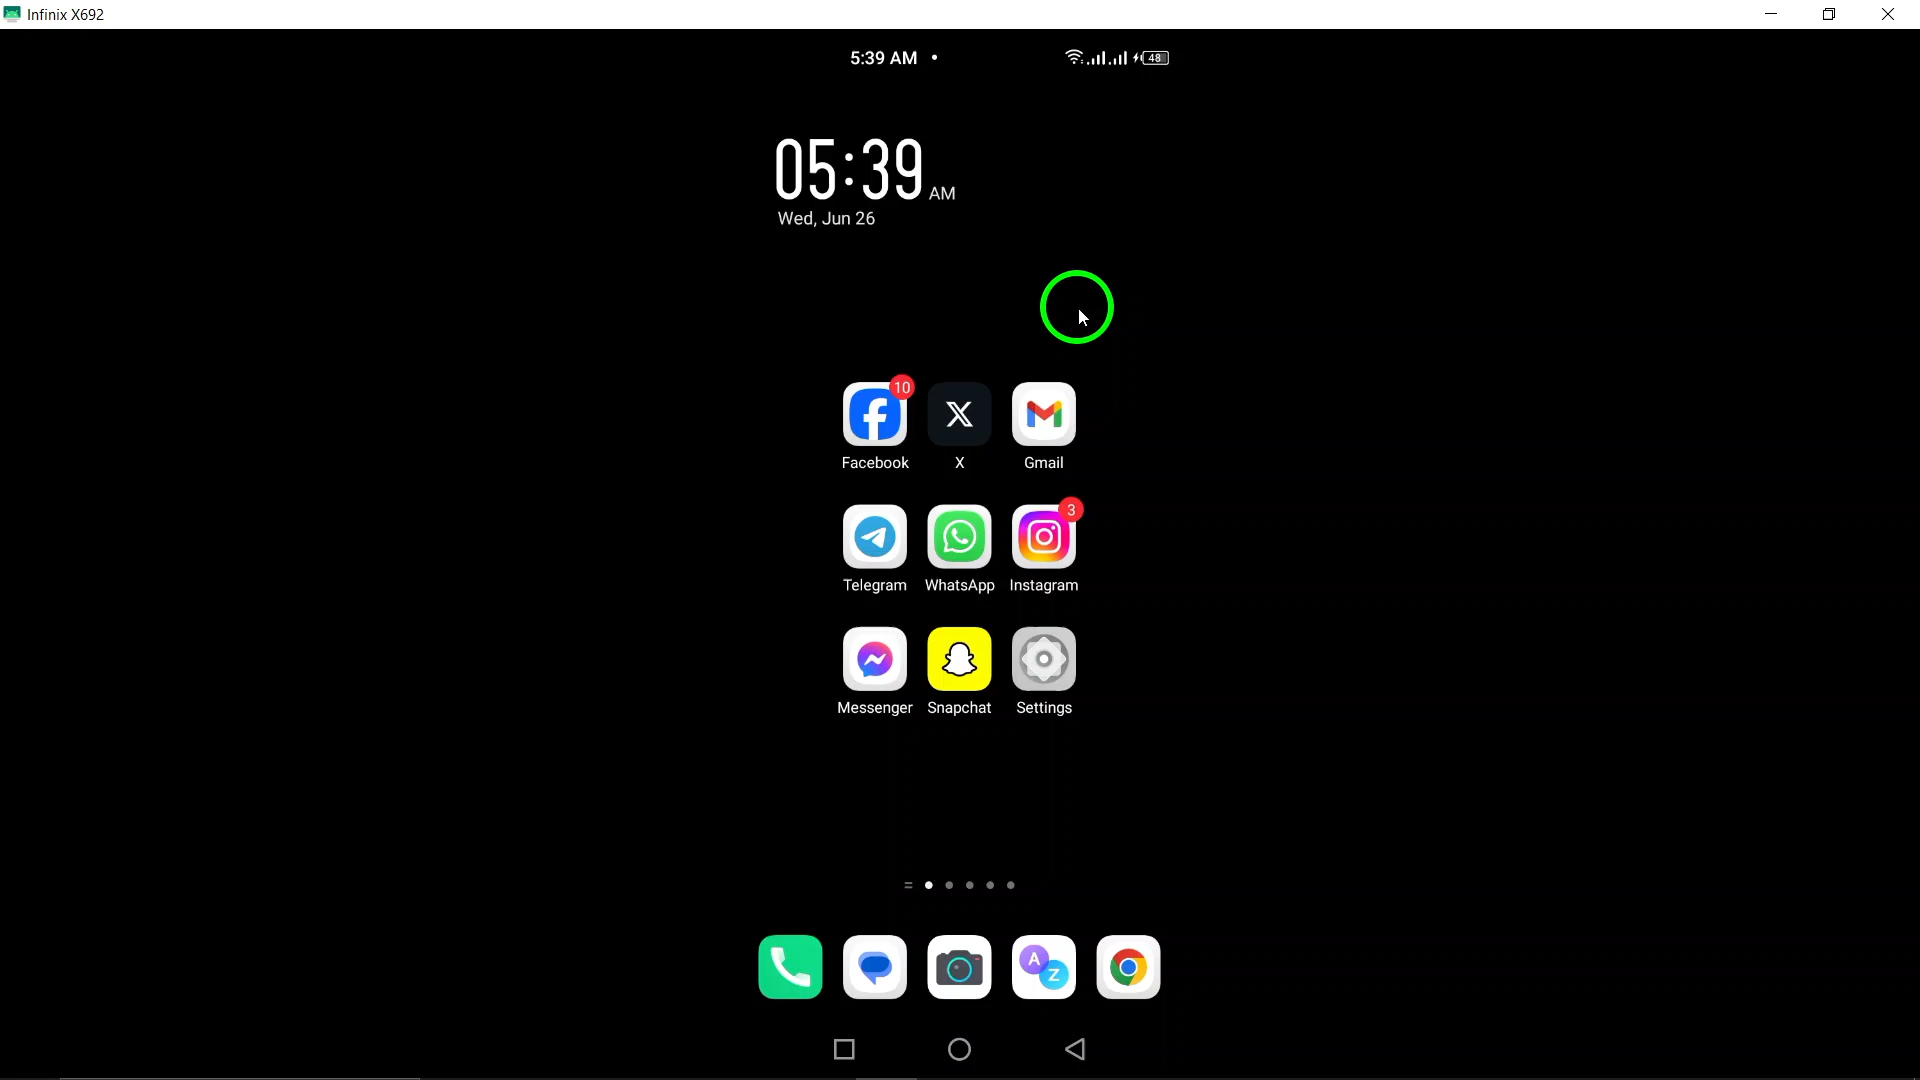 Infinix X692
5:39 AM
48
05:39 AM
Wed, Jun 26
10
Facebook X Gmail
3
Telegram WhatsApp Instagram
Messenger Snapchat Settings
A Z